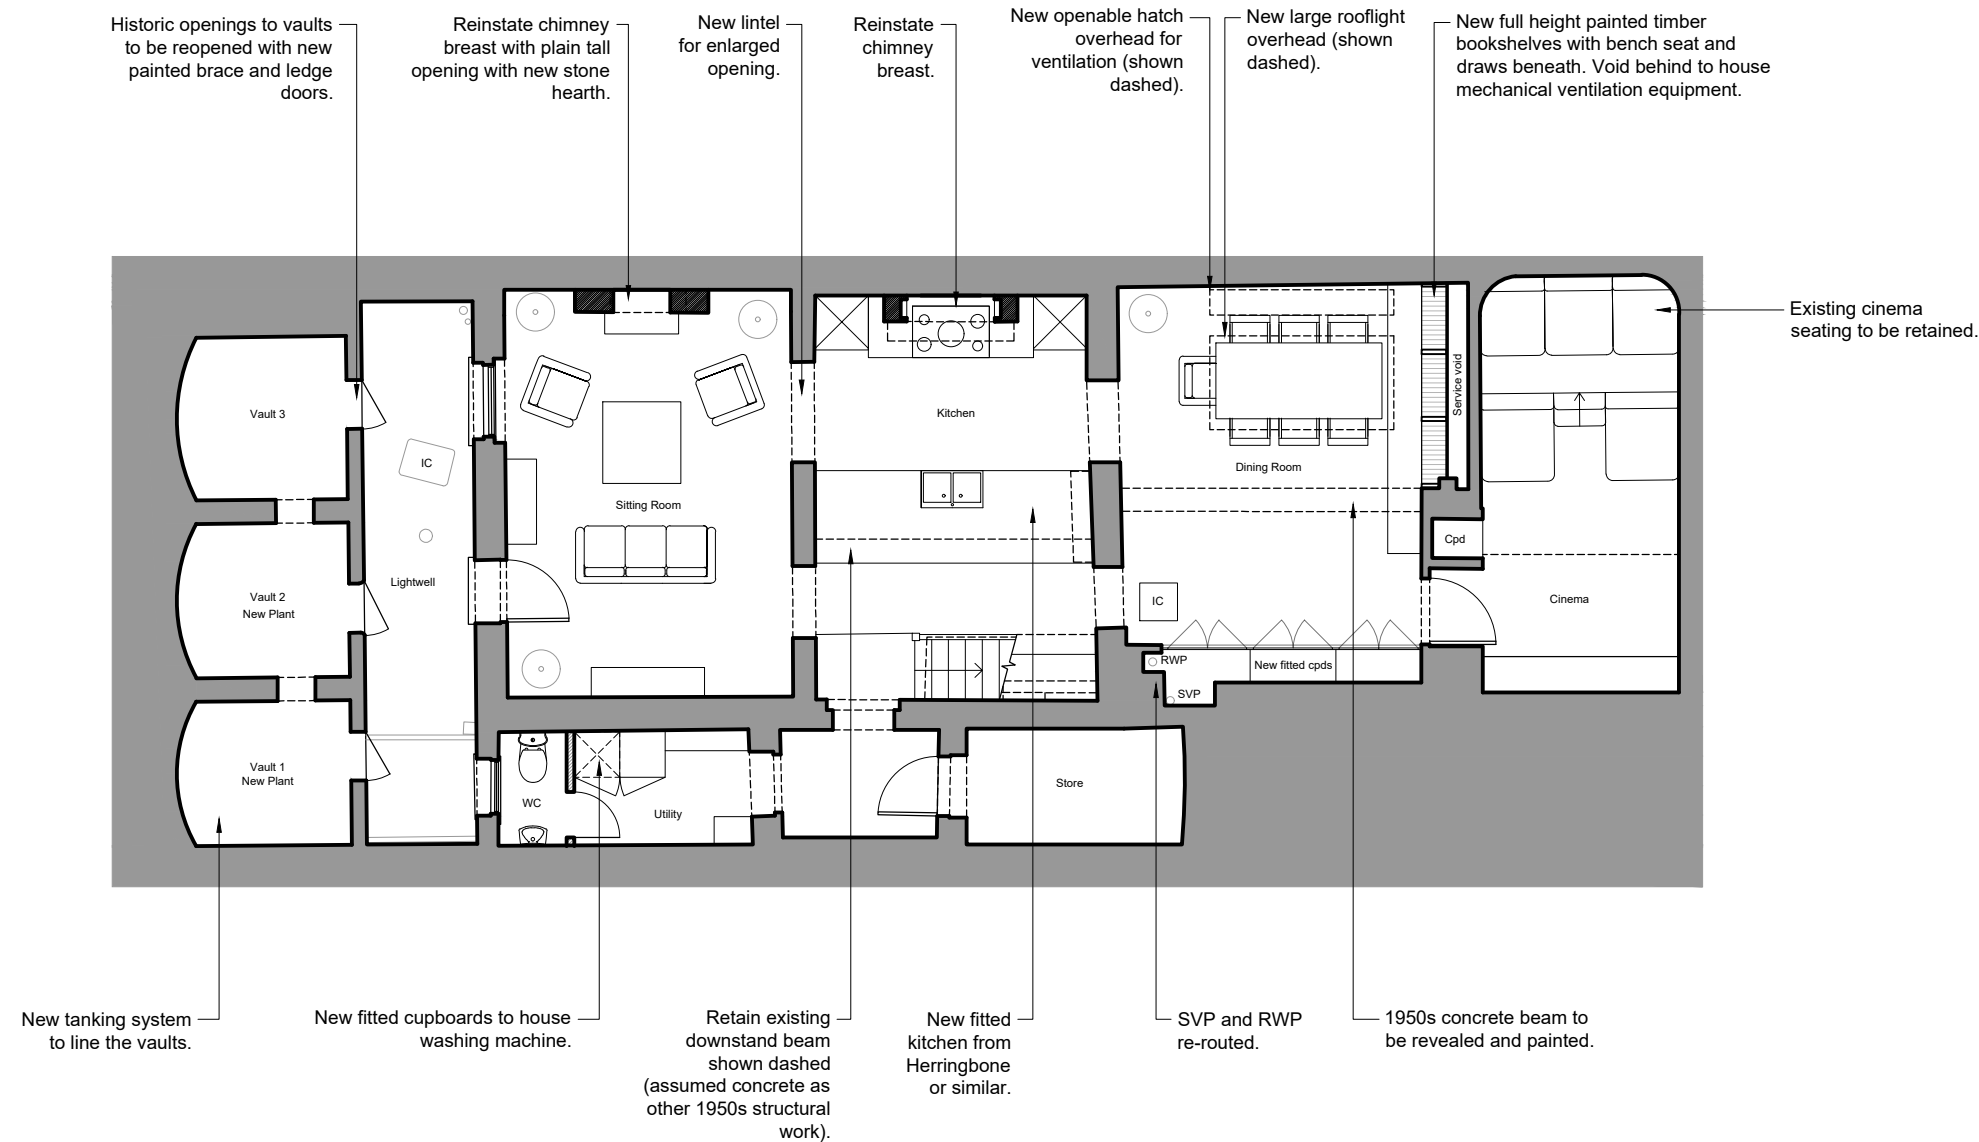 Historic openings to vaults
to be reopened with new
painted brace and ledge
doors.
Reinstate chimney
breast with plain tall
opening with new stone
hearth.
New lintel
for enlarged
opening.
Reinstate
chimney
breast.
New openable hatch
overhead for
ventilation (shown
dashed).
New large rooflight
overhead (shown
dashed).
New full height painted timber
bookshelves with bench seat and
draws beneath. Void behind to house
mechanical ventilation equipment.
Existing cinema
seating to be retained.
Vault 3
IC
Lightwell
Vault 2
New Plant
Vault 1
New Plant
Sitting Room
Kitchen
Dining Room
Service void
Cpd
Cinema
IC
RWP
SVP
New fitted cpds
WC
Utility
Store
New tanking system
to line the vaults.
New fitted cupboards to house
washing machine.
Retain existing
downstand beam
shown dashed
(assumed concrete as
other 1950s structural
work).
New fitted
kitchen from
Herringbone
or similar.
SVP and RWP
re-routed.
1950s concrete beam to
be revealed and painted.